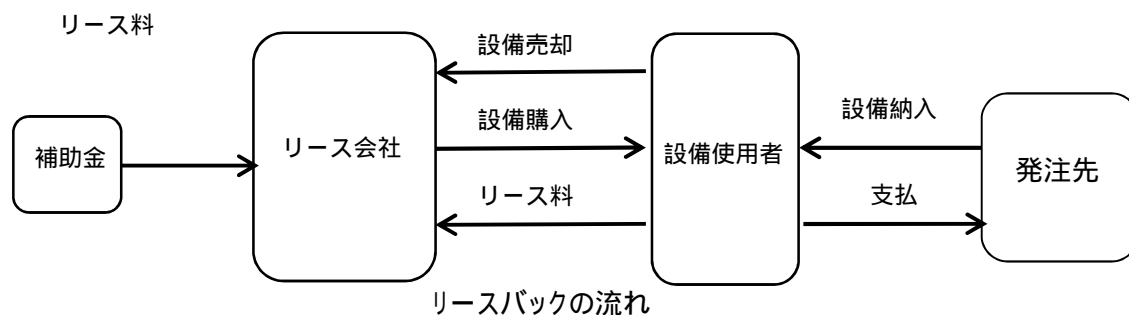 リース料
設備売却
設備購入
設備納入
補助金
リース会社
設備使用者
発注先
リース料
支払
リースバックの流れ